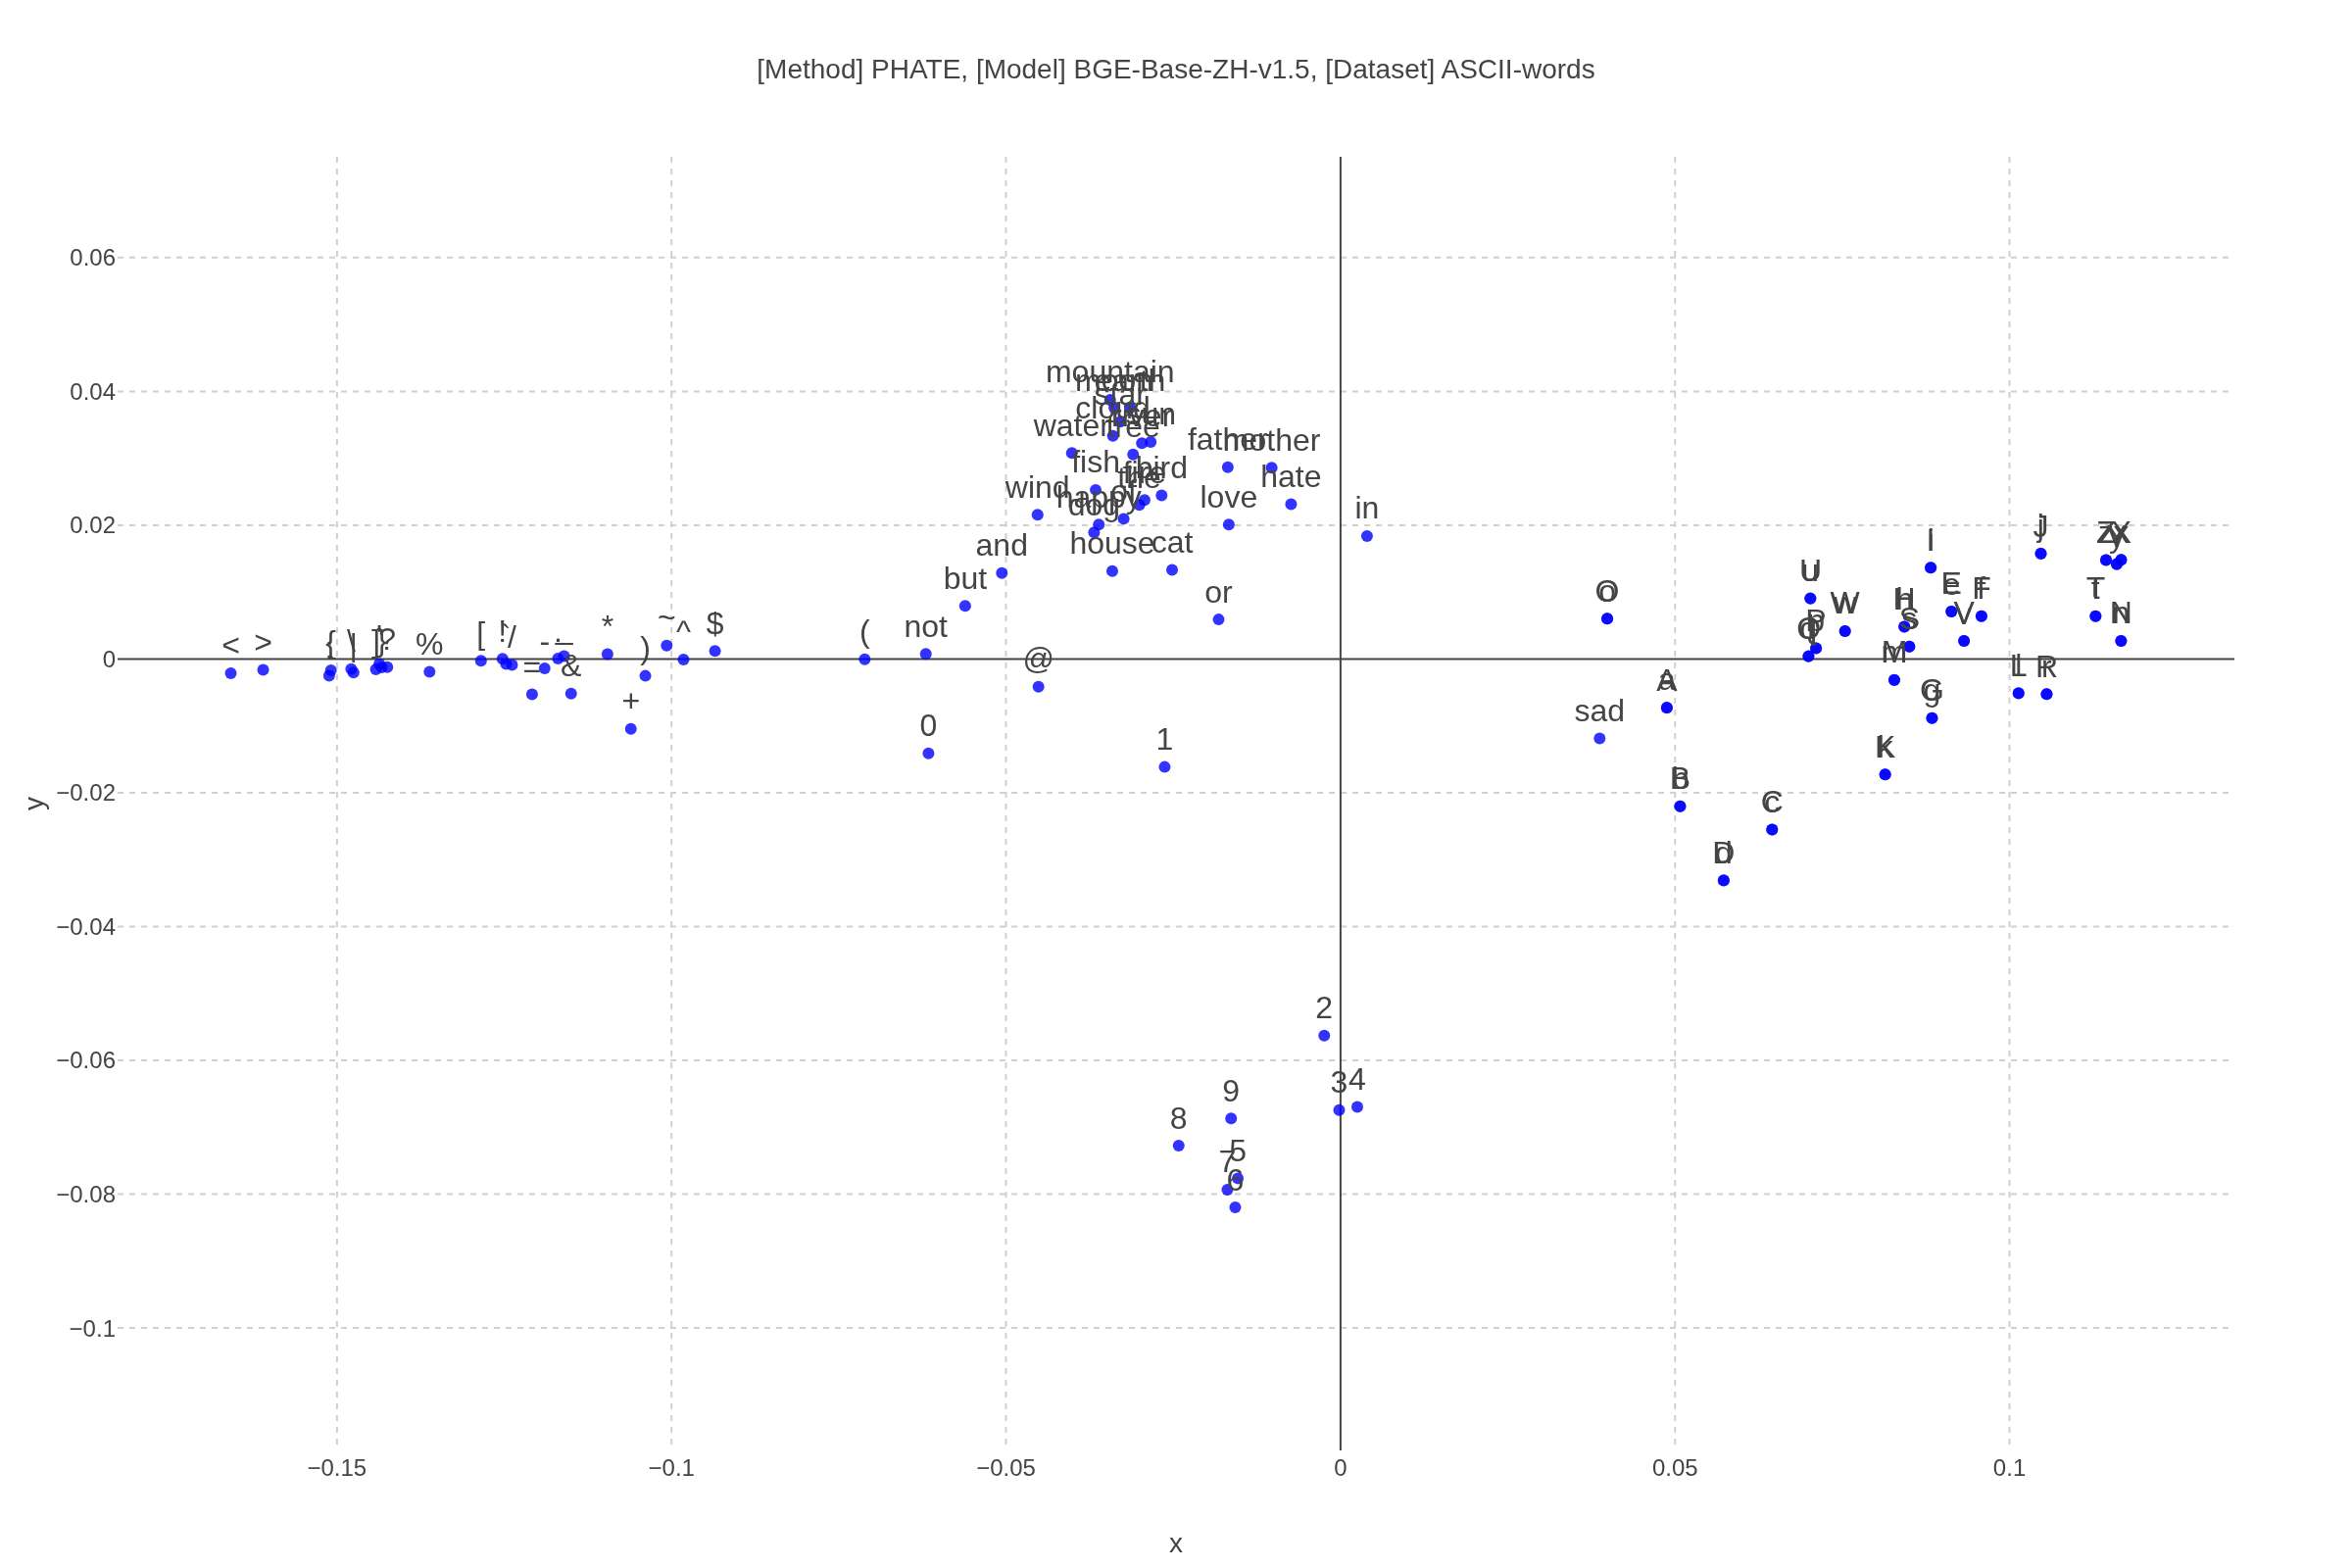 [Method] PHATE, [Model] BGE-Base-ZH-v1.5, [Dataset] ASCII-words
0.06
0.04
0.02
0
−0.02
−0.04
−0.06
−0.08
−0.1
y
−0.15
−0.1
−0.05
0
0.05
0.1
x
mountain
cloud
water
tree
father
mother
fish
bird
hate
wind
happy
love
dog
in
and
house
cat
but
or
not
<
>
{
\
|
?
%
[
!
/
-
=
&
*
+
)
~
^
$
(
@
0
1
2
3
4
9
8
5
7
6
sad
O
o
A
a
B
b
C
c
D
d
U
u
W
w
P
p
Q
q
I
i
H
h
S
s
M
m
G
g
K
k
E
e
V
F
f
J
j
L
l
R
r
Z
z
X
x
y
T
t
N
n